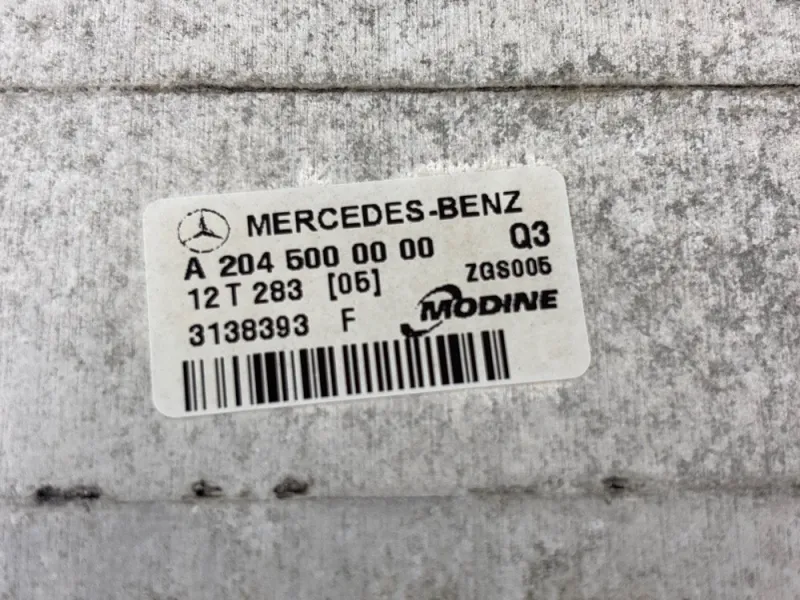 MERCEDES-BENZ
A 204 500 00 00 Q3
12 T 283 [05] ZGS005
3138393 F MODINE